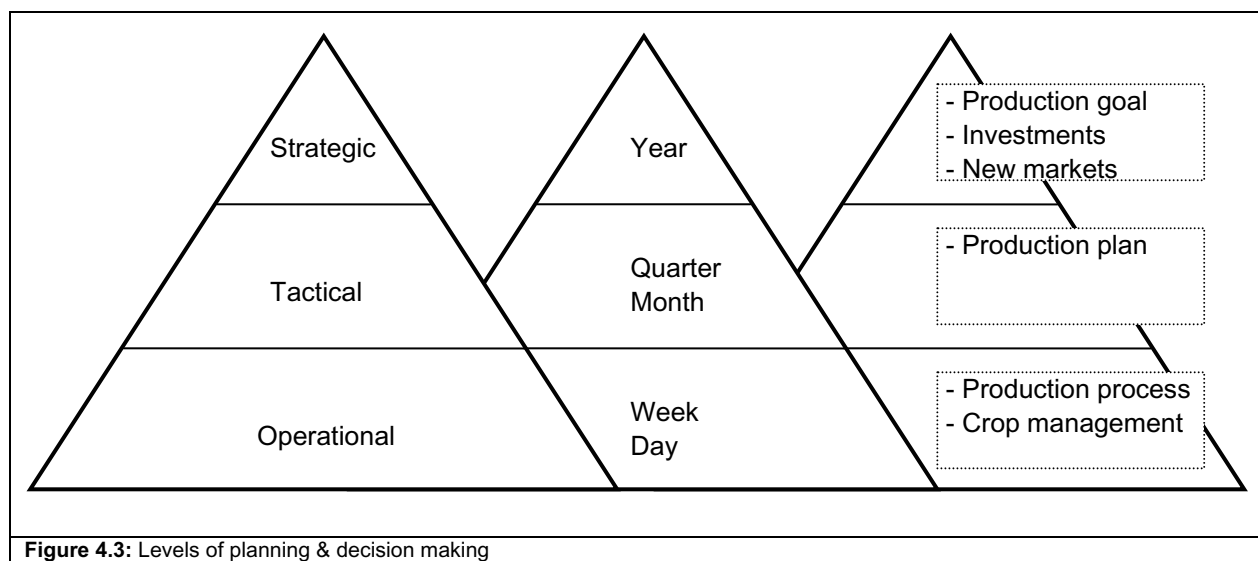 Strategic
Year
- Production goal
- Investments
- New markets
Tactical
Quarter
Month
- Production plan
Operational
Week
Day
- Production process
- Crop management
Figure 4.3: Levels of planning & decision making